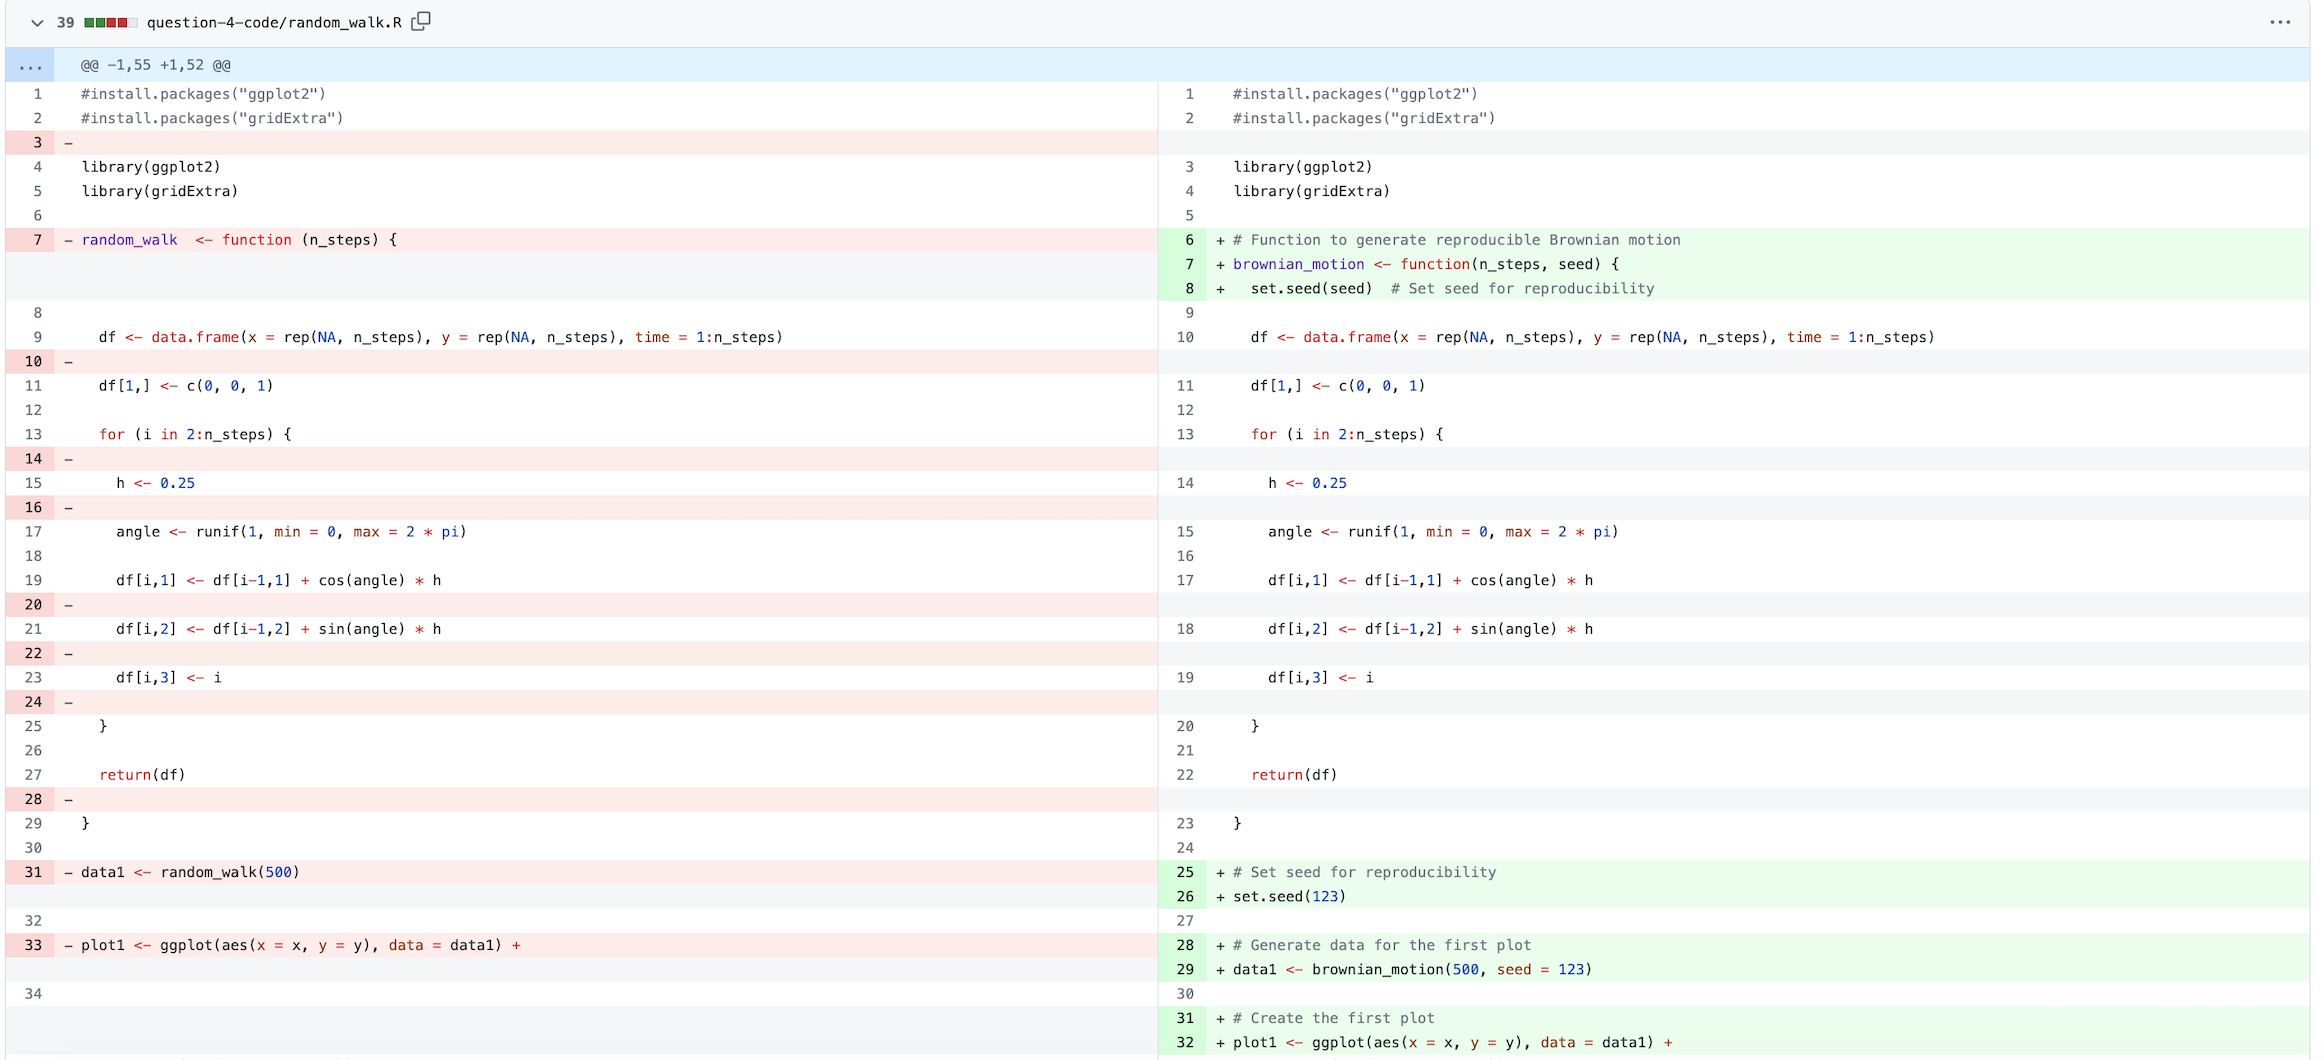 39 question-4-code/random_walk.R
... @@ -1,55 +1,52 @@
1 #install.packages("ggplot2")
2 #install.packages("gridExtra")
3 -
4 library(ggplot2)
5 library(gridExtra)
6
7 - random_walk  <- function (n_steps) {
8
9   df <- data.frame(x = rep(NA, n_steps), y = rep(NA, n_steps), time = 1:n_steps)
10 -
11   df[1,] <- c(0, 0, 1)
12
13   for (i in 2:n_steps) {
14 -
15     h <- 0.25
16 -
17     angle <- runif(1, min = 0, max = 2 * pi)
18
19     df[i,1] <- df[i-1,1] + cos(angle) * h
20 -
21     df[i,2] <- df[i-1,2] + sin(angle) * h
22 -
23     df[i,3] <- i
24 -
25   }
26
27   return(df)
28 -
29 }
30
31 - data1 <- random_walk(500)
32
33 - plot1 <- ggplot(aes(x = x, y = y), data = data1) +
34
1 #install.packages("ggplot2")
2 #install.packages("gridExtra")
3 library(ggplot2)
4 library(gridExtra)
5
6 + # Function to generate reproducible Brownian motion
7 + brownian_motion <- function(n_steps, seed) {
8 +   set.seed(seed)  # Set seed for reproducibility
9
10   df <- data.frame(x = rep(NA, n_steps), y = rep(NA, n_steps), time = 1:n_steps)
11   df[1,] <- c(0, 0, 1)
12
13   for (i in 2:n_steps) {
14     h <- 0.25
15     angle <- runif(1, min = 0, max = 2 * pi)
16
17     df[i,1] <- df[i-1,1] + cos(angle) * h
18     df[i,2] <- df[i-1,2] + sin(angle) * h
19     df[i,3] <- i
20   }
21
22   return(df)
23 }
24
25 + # Set seed for reproducibility
26 + set.seed(123)
27
28 + # Generate data for the first plot
29 + data1 <- brownian_motion(500, seed = 123)
30
31 + # Create the first plot
32 + plot1 <- ggplot(aes(x = x, y = y), data = data1) +